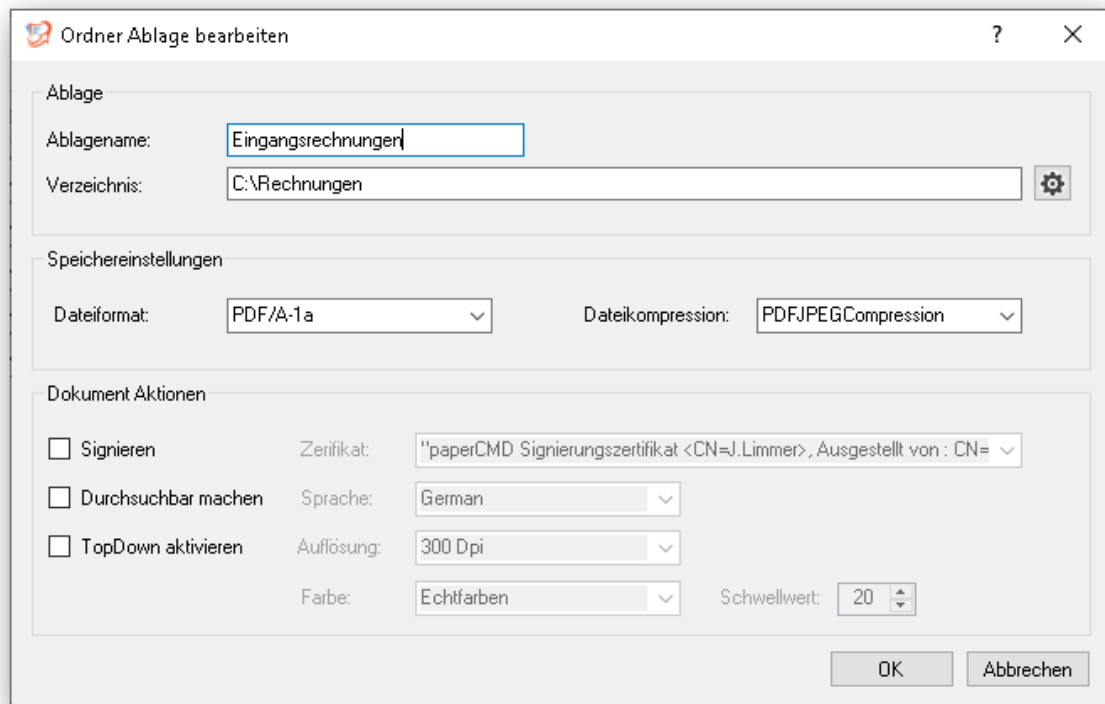 Ordner Ablage bearbeiten ? ×
Ablage
Ablagename: Eingangsrechnungen
Verzeichnis: C:\Rechnungen
Speichereinstellungen
Dateiformat: PDF/A-1a Dateikompression: PDFJPEGCompression
Dokument Aktionen
Signieren Zerifikat: "paperCMD Signierungszertifikat <CN=J.Limmer>, Ausgestellt von : CN=
Durchsuchbar machen Sprache: German
TopDown aktivieren Auflösung: 300 Dpi
Farbe: Echtfarben Schwellwert: 20
OK Abbrechen